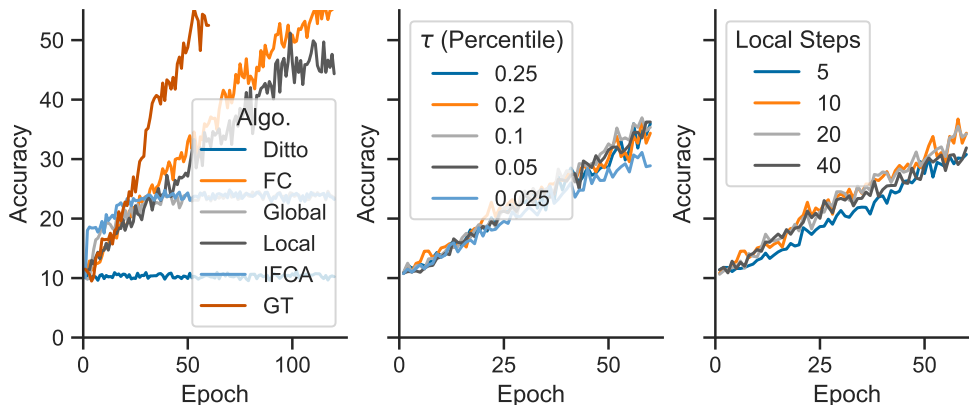 50
40
30
20
10
0
Accuracy
0
50
100
Epoch
Algo.
Ditto
FC
Global
Local
IFCA
GT
Accuracy
0
25
50
Epoch
τ (Percentile)
0.25
0.2
0.1
0.05
0.025
Accuracy
0
25
50
Epoch
Local Steps
5
10
20
40